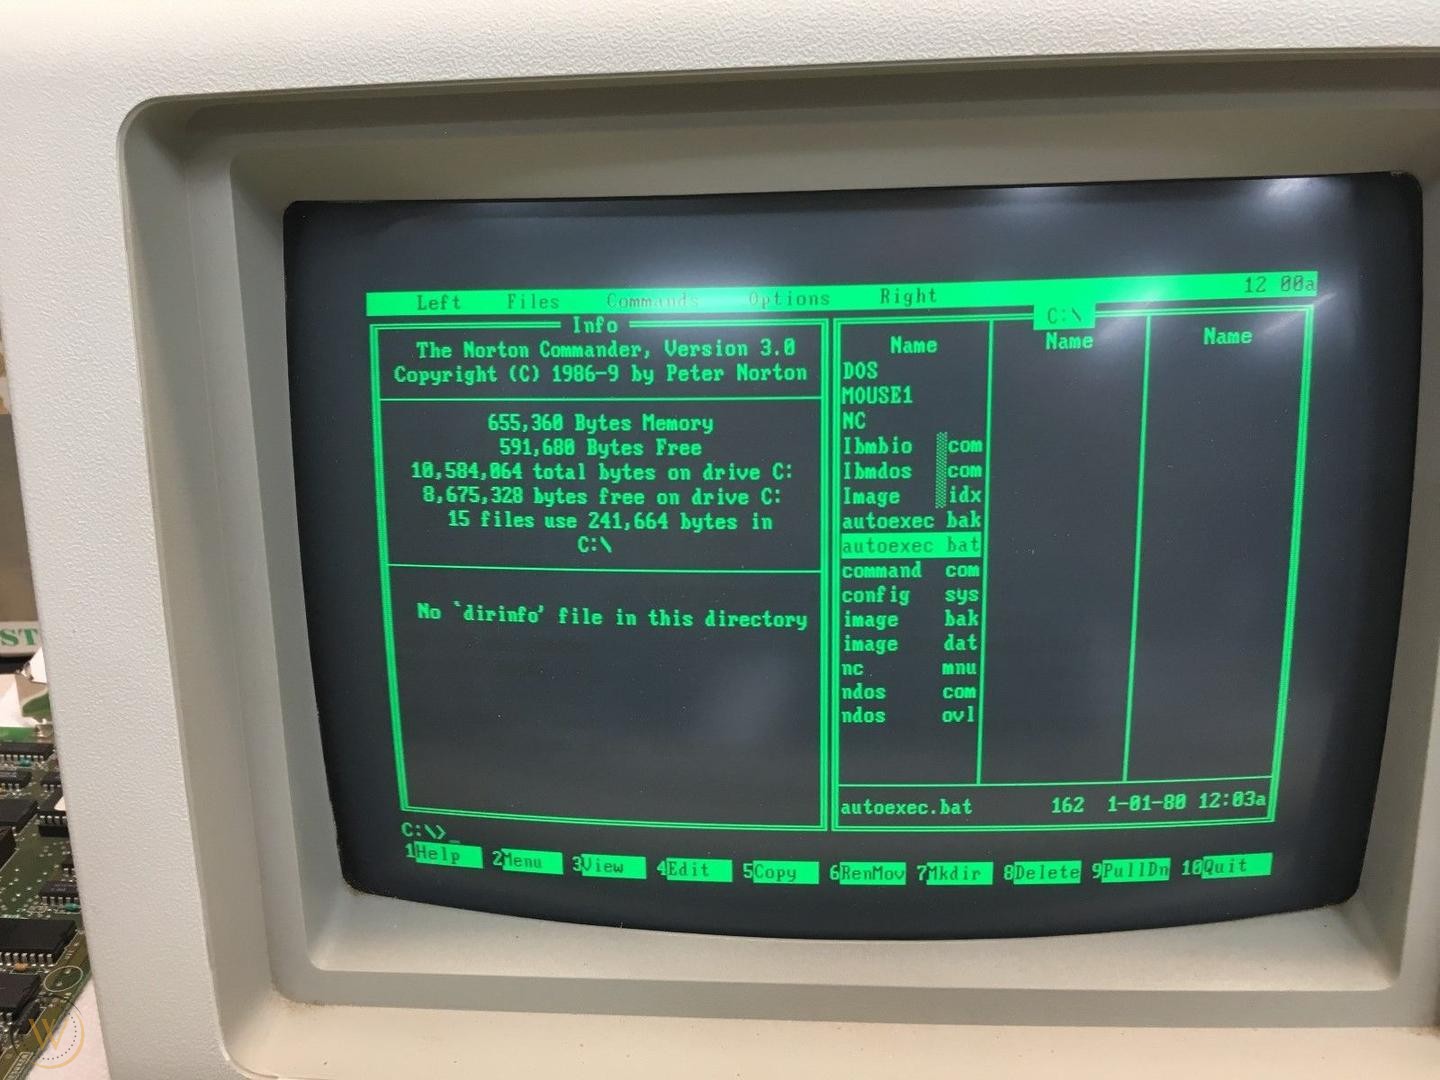 Left Files Commands Options Right 12 00a
Info
The Norton Commander, Version 3.0
Copyright (C) 1986-9 by Peter Norton
655,360 Bytes Memory
591,680 Bytes Free
10,584,064 total bytes on drive C:
8,675,328 bytes free on drive C:
15 files use 241,664 bytes in
C:\
No `dirinfo' file in this directory
C:\
Name Name Name
DOS
MOUSE1
NC
Ibmbio com
Ibmdos com
Image idx
autoexec bak
autoexec bat
command com
config sys
image bak
image dat
nc mnu
ndos com
ndos ovl
autoexec.bat 162 1-01-80 12:03a
C:\>_
1Help 2Menu 3View 4Edit 5Copy 6RenMov 7Mkdir 8Delete 9PullDn 10Quit
ST
W